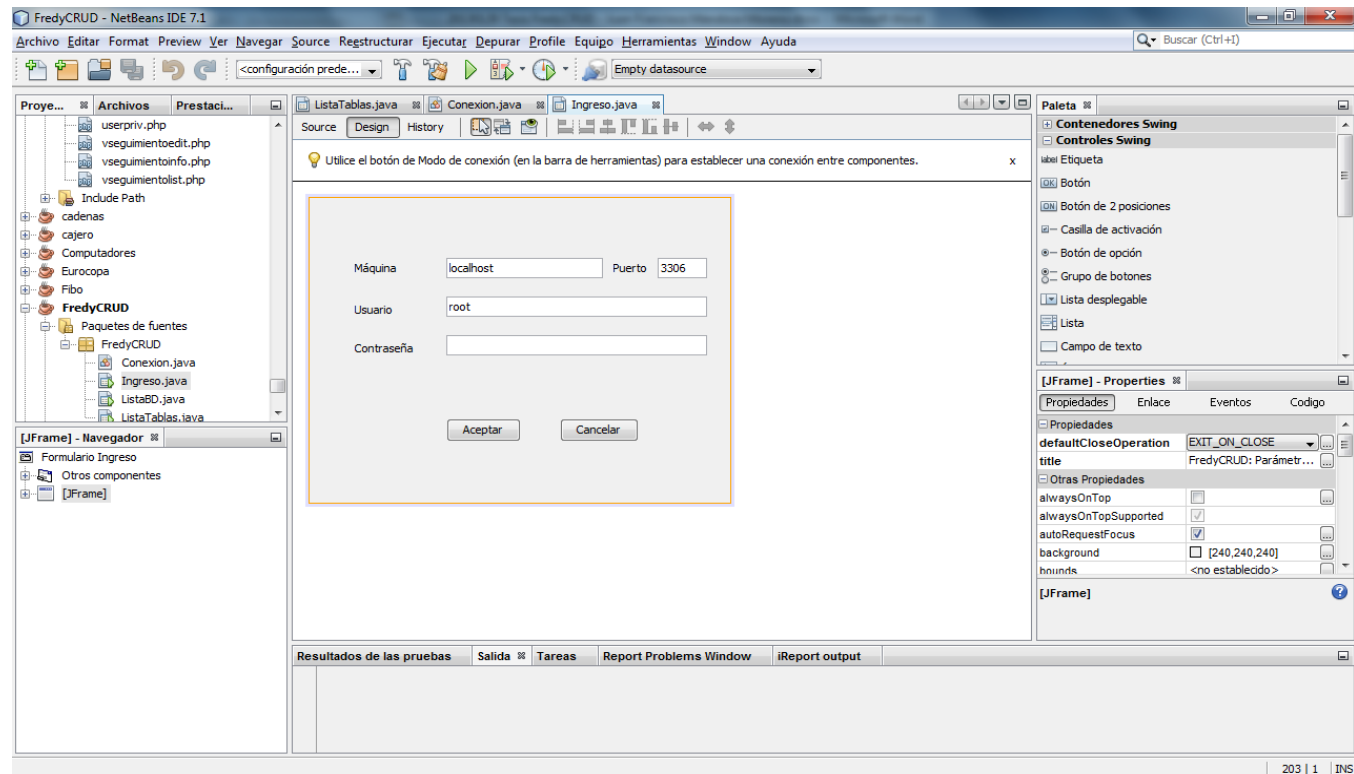 FredyCRUD - NetBeans IDE 7.1
Archivo Editar Format Preview Ver Navegar Source Reestructurar Ejecutar Depurar Profile Equipo Herramientas Window Ayuda
Buscar (Ctrl+I)
<configuración prede...
Empty datasource
Proye... Archivos Prestaci...
userpriv.php
vseguimientoedit.php
vseguimientoinfo.php
vseguimientolist.php
Include Path
cadenas
cajero
Computadores
Eurocopa
Fibo
FredyCRUD
Paquetes de fuentes
FredyCRUD
Conexion.java
Ingreso.java
ListaBD.java
ListaTablas.java
[JFrame] - Navegador
Formulario Ingreso
Otros componentes
[JFrame]
ListaTablas.java Conexion.java Ingreso.java
Source Design History
Utilice el botón de Modo de conexión (en la barra de herramientas) para establecer una conexión entre componentes. x
Máquina localhost Puerto 3306
Usuario root
Contraseña
Aceptar Cancelar
Resultados de las pruebas Salida Tareas Report Problems Window iReport output
Paleta
Contenedores Swing
Controles Swing
label Etiqueta
OK Botón
ON Botón de 2 posiciones
Casilla de activación
Botón de opción
Grupo de botones
Lista desplegable
Lista
Campo de texto
[JFrame] - Properties
Propiedades Enlace Eventos Codigo
Propiedades
defaultCloseOperation EXIT_ON_CLOSE ...
title FredyCRUD: Parámetr... ...
Otras Propiedades
alwaysOnTop ...
alwaysOnTopSupported
autoRequestFocus ...
background [240,240,240] ...
bounds <no establecido>
[JFrame] ?
203 | 1 INS